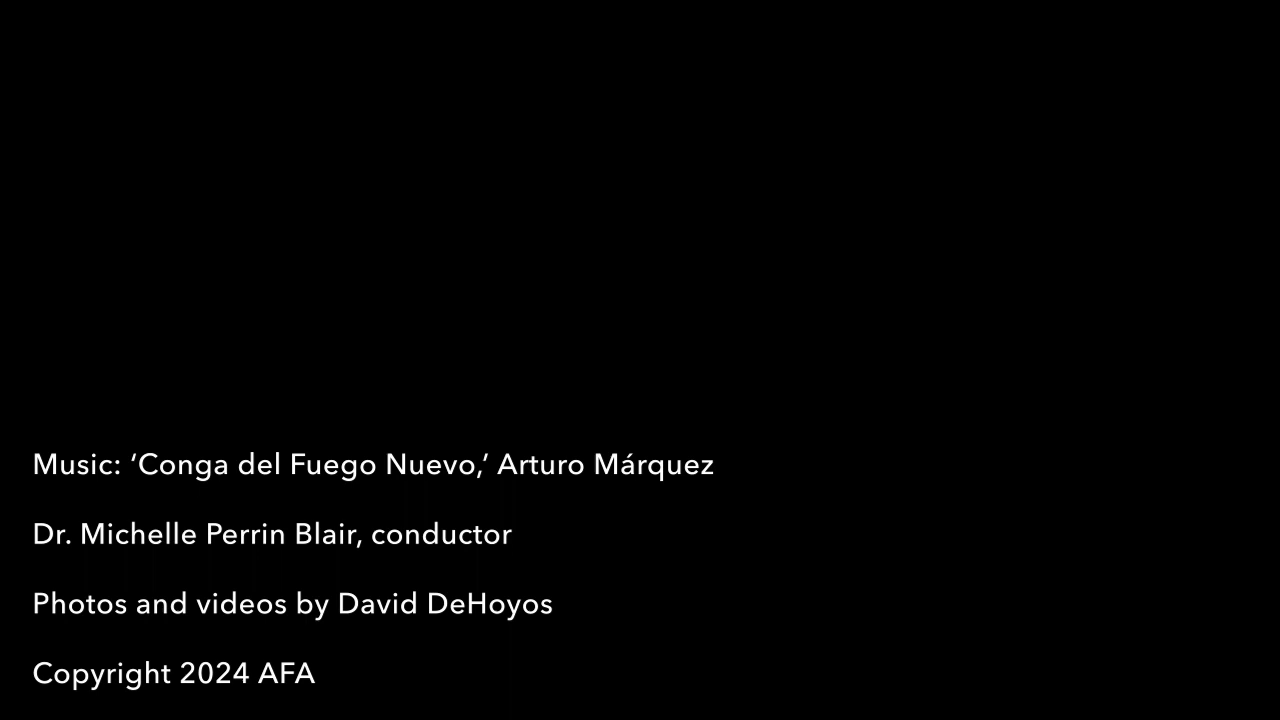 Music: ‘Conga del Fuego Nuevo,’ Arturo Márquez
Dr. Michelle Perrin Blair, conductor
Photos and videos by David DeHoyos
Copyright 2024 AFA